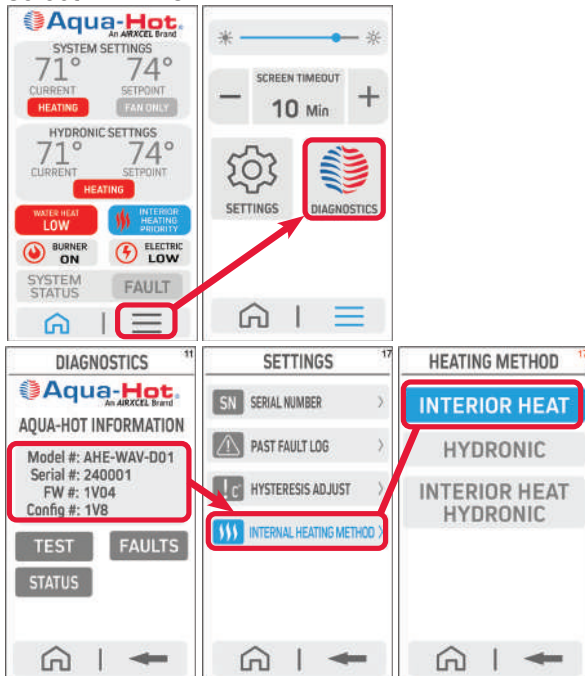 Aqua-Hot.
An AIRXCEL Brand
SYSTEM SETTINGS
71° 74°
CURRENT SETPOINT
HEATING FAN ONLY
HYDRONIC SETTNGS
71° 74°
CURRENT SETPOINT
HEATING
WATER HEAT
LOW
INTERIOR
HEATING
PRIORITY
BURNER
ON
ELECTRIC
LOW
SYSTEM
STATUS
FAULT
SCREEN TIMEOUT
− 10 Min +
SETTINGS DIAGNOSTICS
DIAGNOSTICS 11
Aqua-Hot.
An AIRXCEL Brand
AQUA-HOT INFORMATION
Model #: AHE-WAV-D01
Serial #: 240001
FW #: 1V04
Config #: 1V8
TEST FAULTS
STATUS
SETTINGS 17
SN SERIAL NUMBER >
PAST FAULT LOG >
HYSTERESIS ADJUST >
INTERNAL HEATING METHOD >
HEATING METHOD 17
INTERIOR HEAT
HYDRONIC
INTERIOR HEAT
HYDRONIC